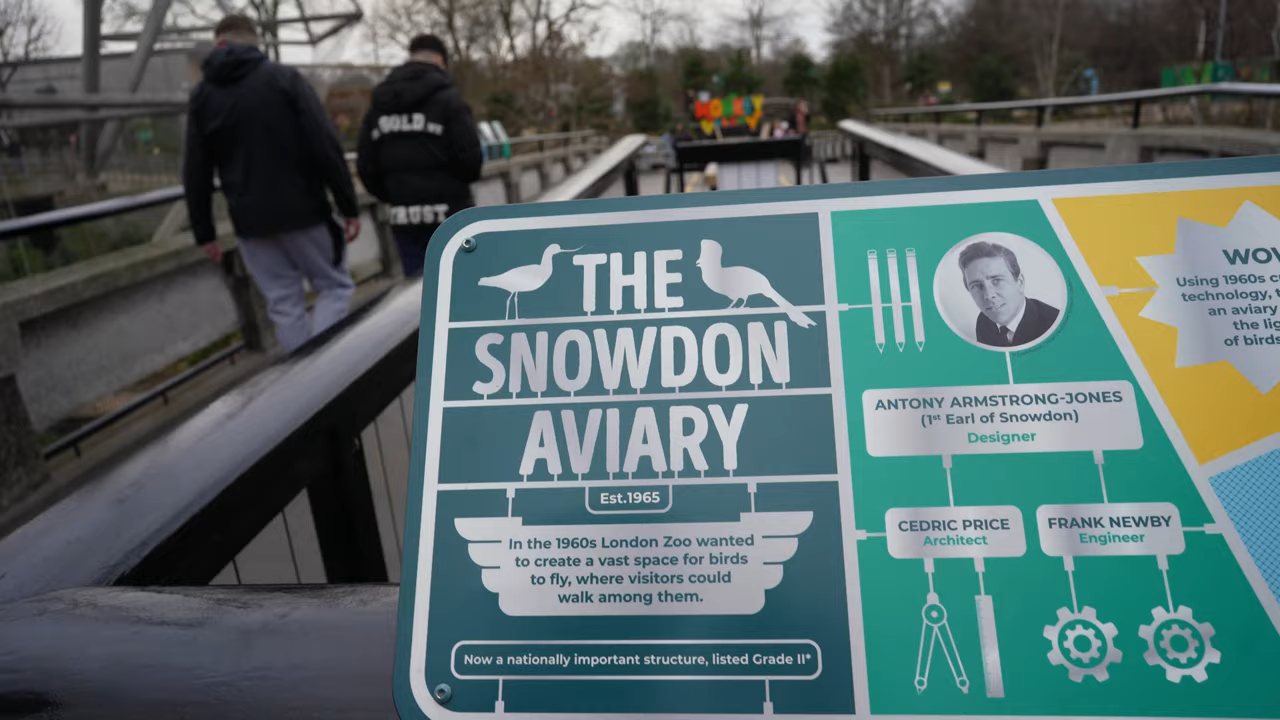 GOLD
TRUST
THE
SNOWDON
AVIARY
Est.1965
In the 1960s London Zoo wanted
to create a vast space for birds
to fly, where visitors could
walk among them.
Now a nationally important structure, listed Grade II*
ANTONY ARMSTRONG-JONES
(1st Earl of Snowdon)
Designer
CEDRIC PRICE
Architect
FRANK NEWBY
Engineer
Using 1960s
technology,
an aviary
the
of birds